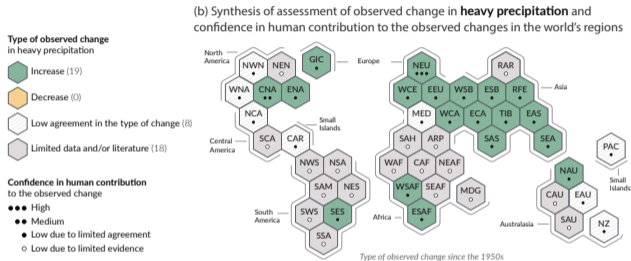 (b) Synthesis of assessment of observed change in heavy precipitation and
confidence in human contribution to the observed changes in the world's regions
Type of observed change
in heavy precipitation
Increase (19)
Decrease (0)
Low agreement in the type of change (8)
Limited data and/or literature (18)
Confidence in human contribution
to the observed change
High
Medium
Low due to limited agreement
Low due to limited evidence
North
America
NWN
NEN
GIC
Europe
NEU
RAR
WNA
CNA
ENA
WCE
EEU
WSB
ESB
RFE
Asia
NCA
Small
Islands
MED
WCA
ECA
TIB
EAS
Central
America
SCA
CAR
SAH
ARP
SAS
SEA
PAC
NWS
NSA
WAF
CAF
NEAF
NAU
Small
Islands
SAM
NES
WSAF
SEAF
MDG
CAU
EAU
South
America
SWS
SES
Africa
ESAF
Australasia
SAU
NZ
SSA
Type of observed change since the 1950s